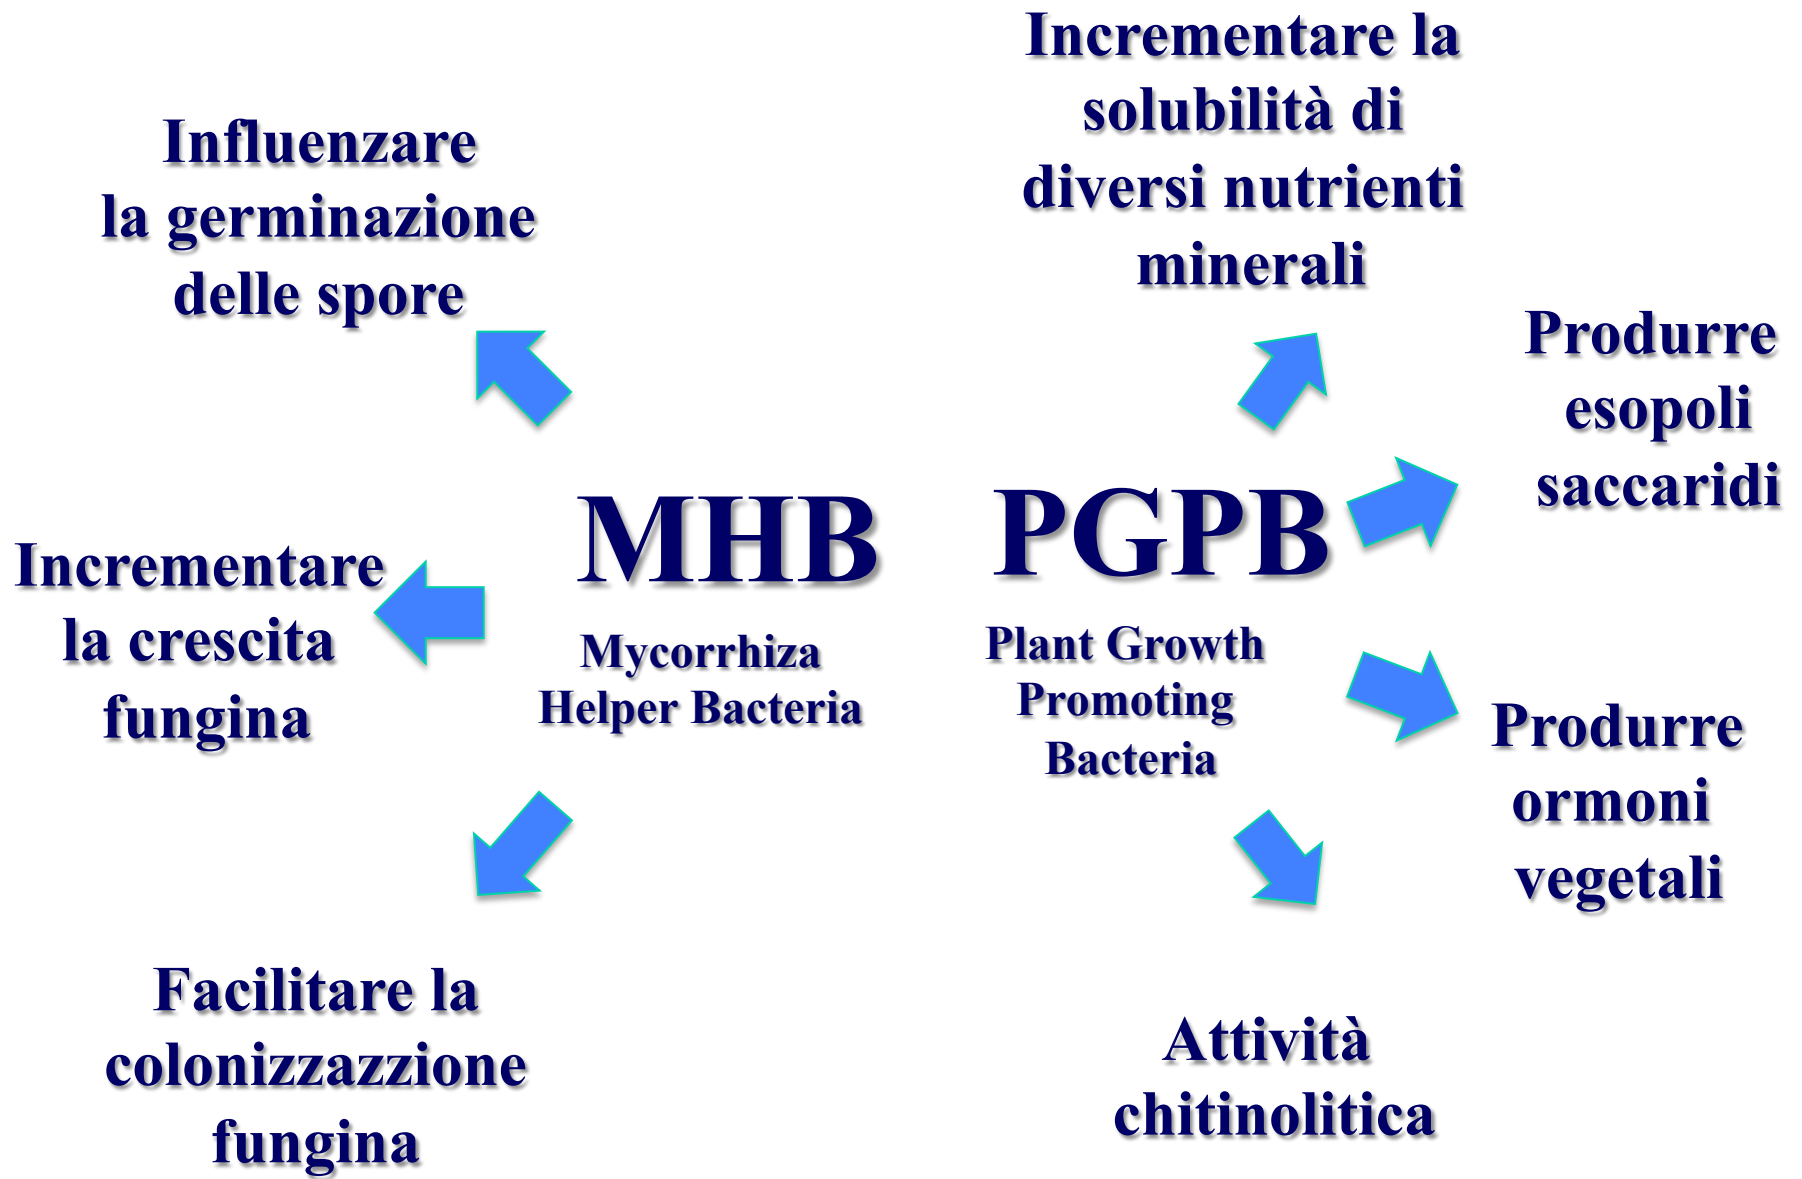 Influenzare
la germinazione
delle spore
Incrementare
la crescita
fungina
Facilitare la
colonizzazzione
fungina
MHB
Mycorrhiza
Helper Bacteria
PGPB
Plant Growth
Promoting
Bacteria
Incrementare la
solubilità di
diversi nutrienti
minerali
Produrre
esopoli
saccaridi
Produrre
ormoni
vegetali
Attività
chitinolitica